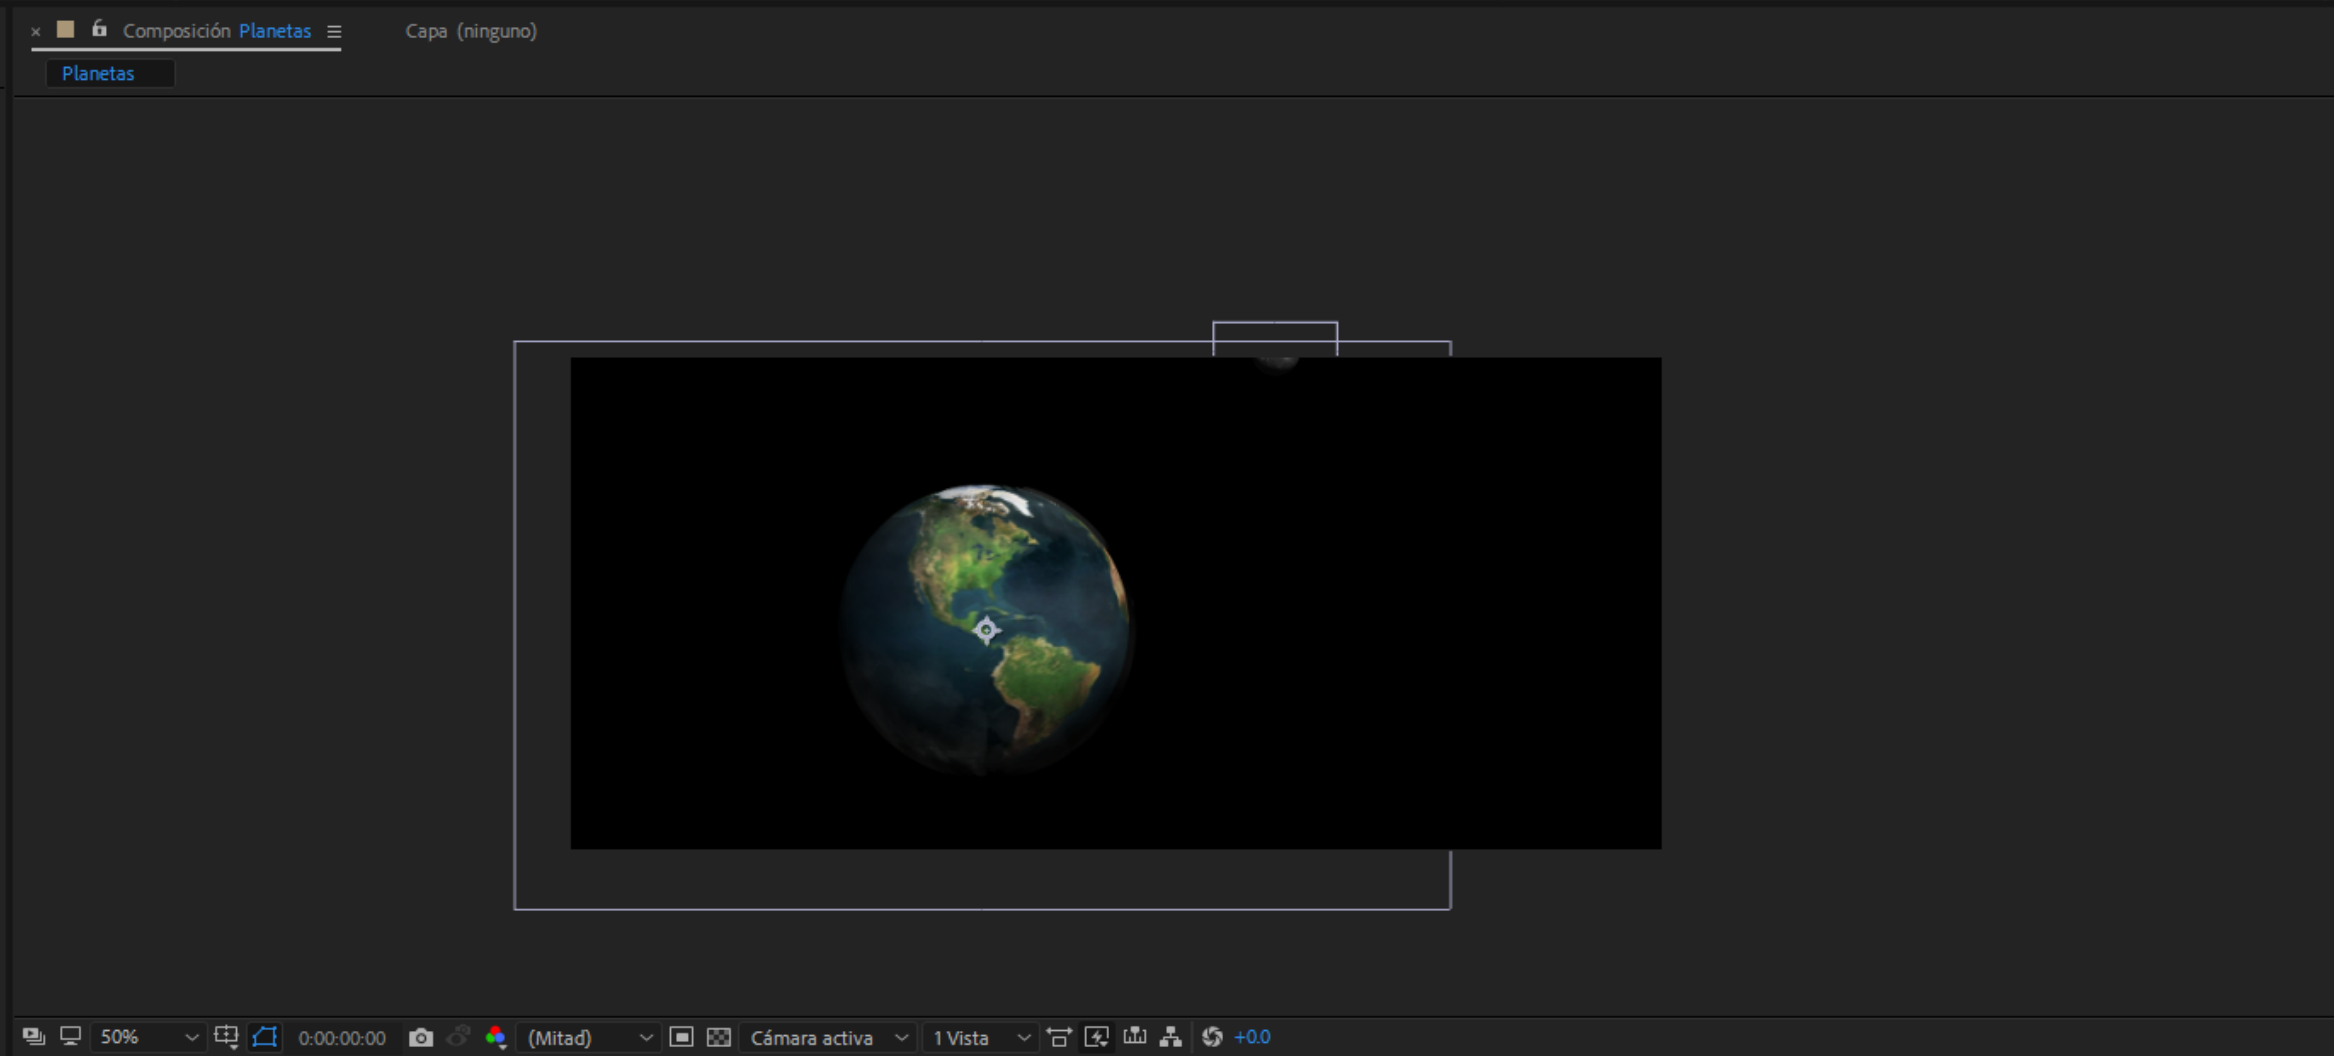 × Composición Planetas Capa (ninguno)
Planetas
50% 0:00:00:00 (Mitad) Cámara activa 1 Vista +0.0